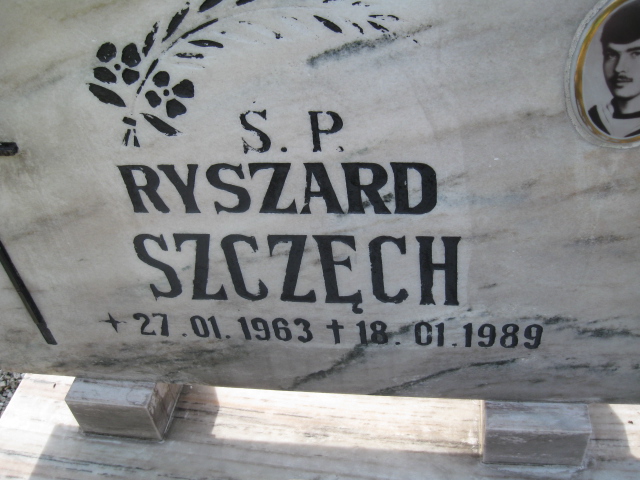 Ś. P.
RYSZARD
SZCZĘCH
+ 27.01.1963 † 18.01.1989